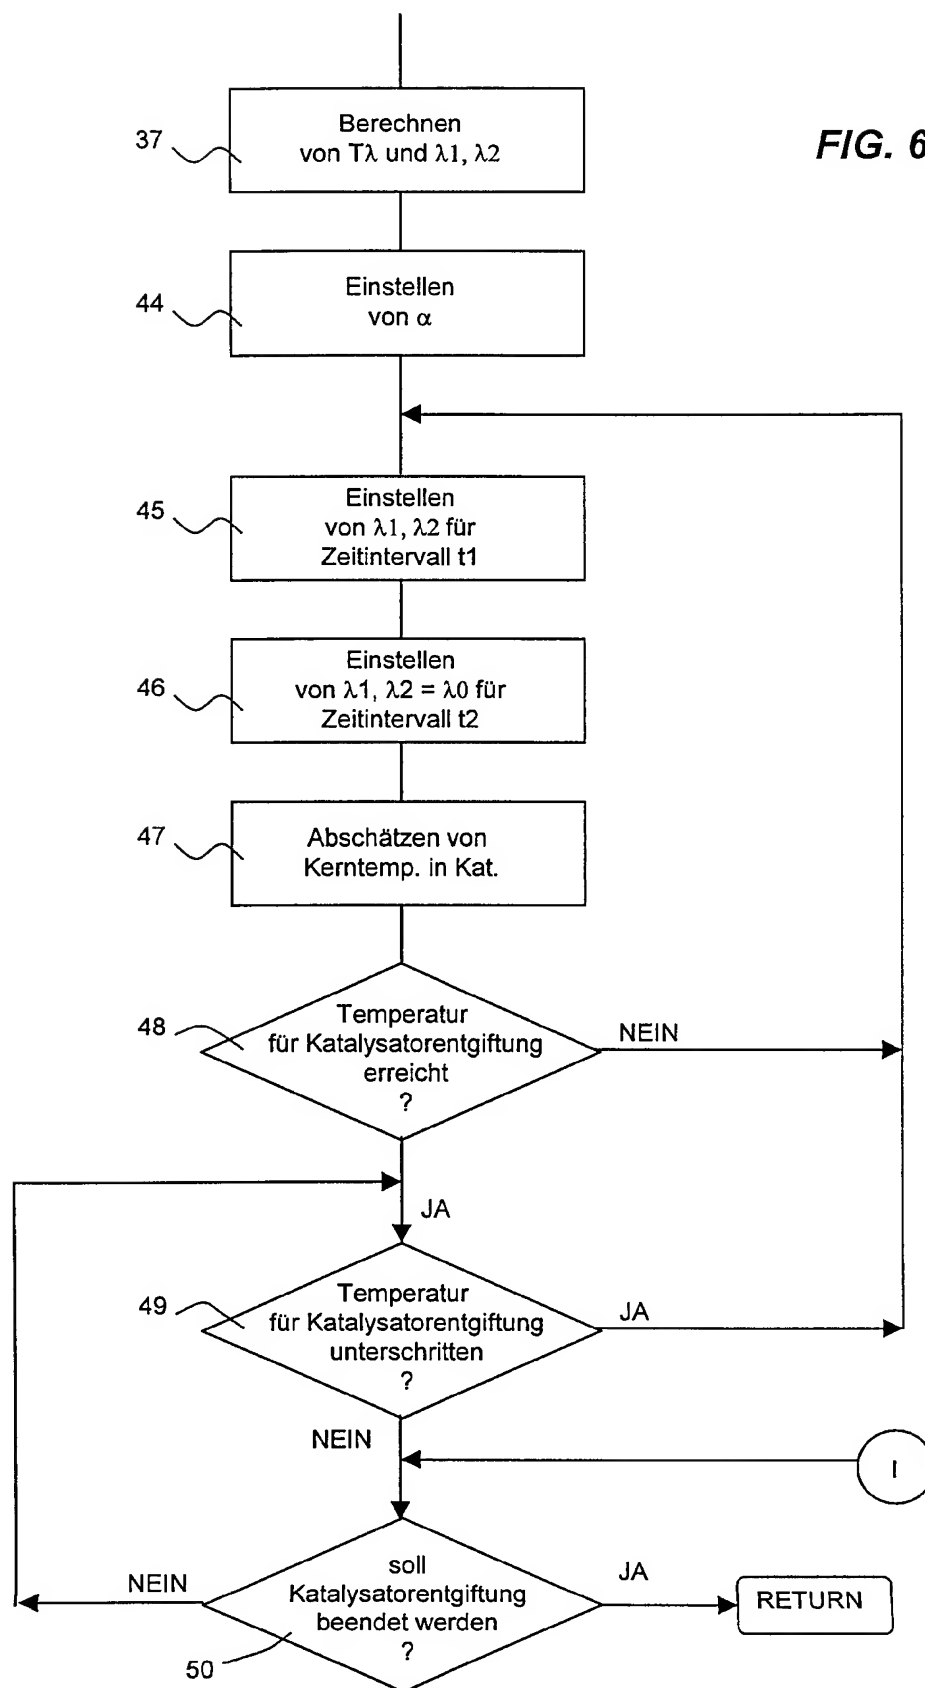 FIG. 6
37
Berechnen
von Tλ und λ1, λ2
44
Einstellen
von α
45
Einstellen
von λ1, λ2 für
Zeitintervall t1
46
Einstellen
von λ1, λ2 = λ0 für
Zeitintervall t2
47
Abschätzen von
Kerntemp. in Kat.
48
Temperatur
für Katalysatorentgiftung
erreicht
?
NEIN
JA
49
Temperatur
für Katalysatorentgiftung
unterschritten
?
JA
NEIN
I
50
soll
Katalysatorentgiftung
beendet werden
?
NEIN
JA
RETURN